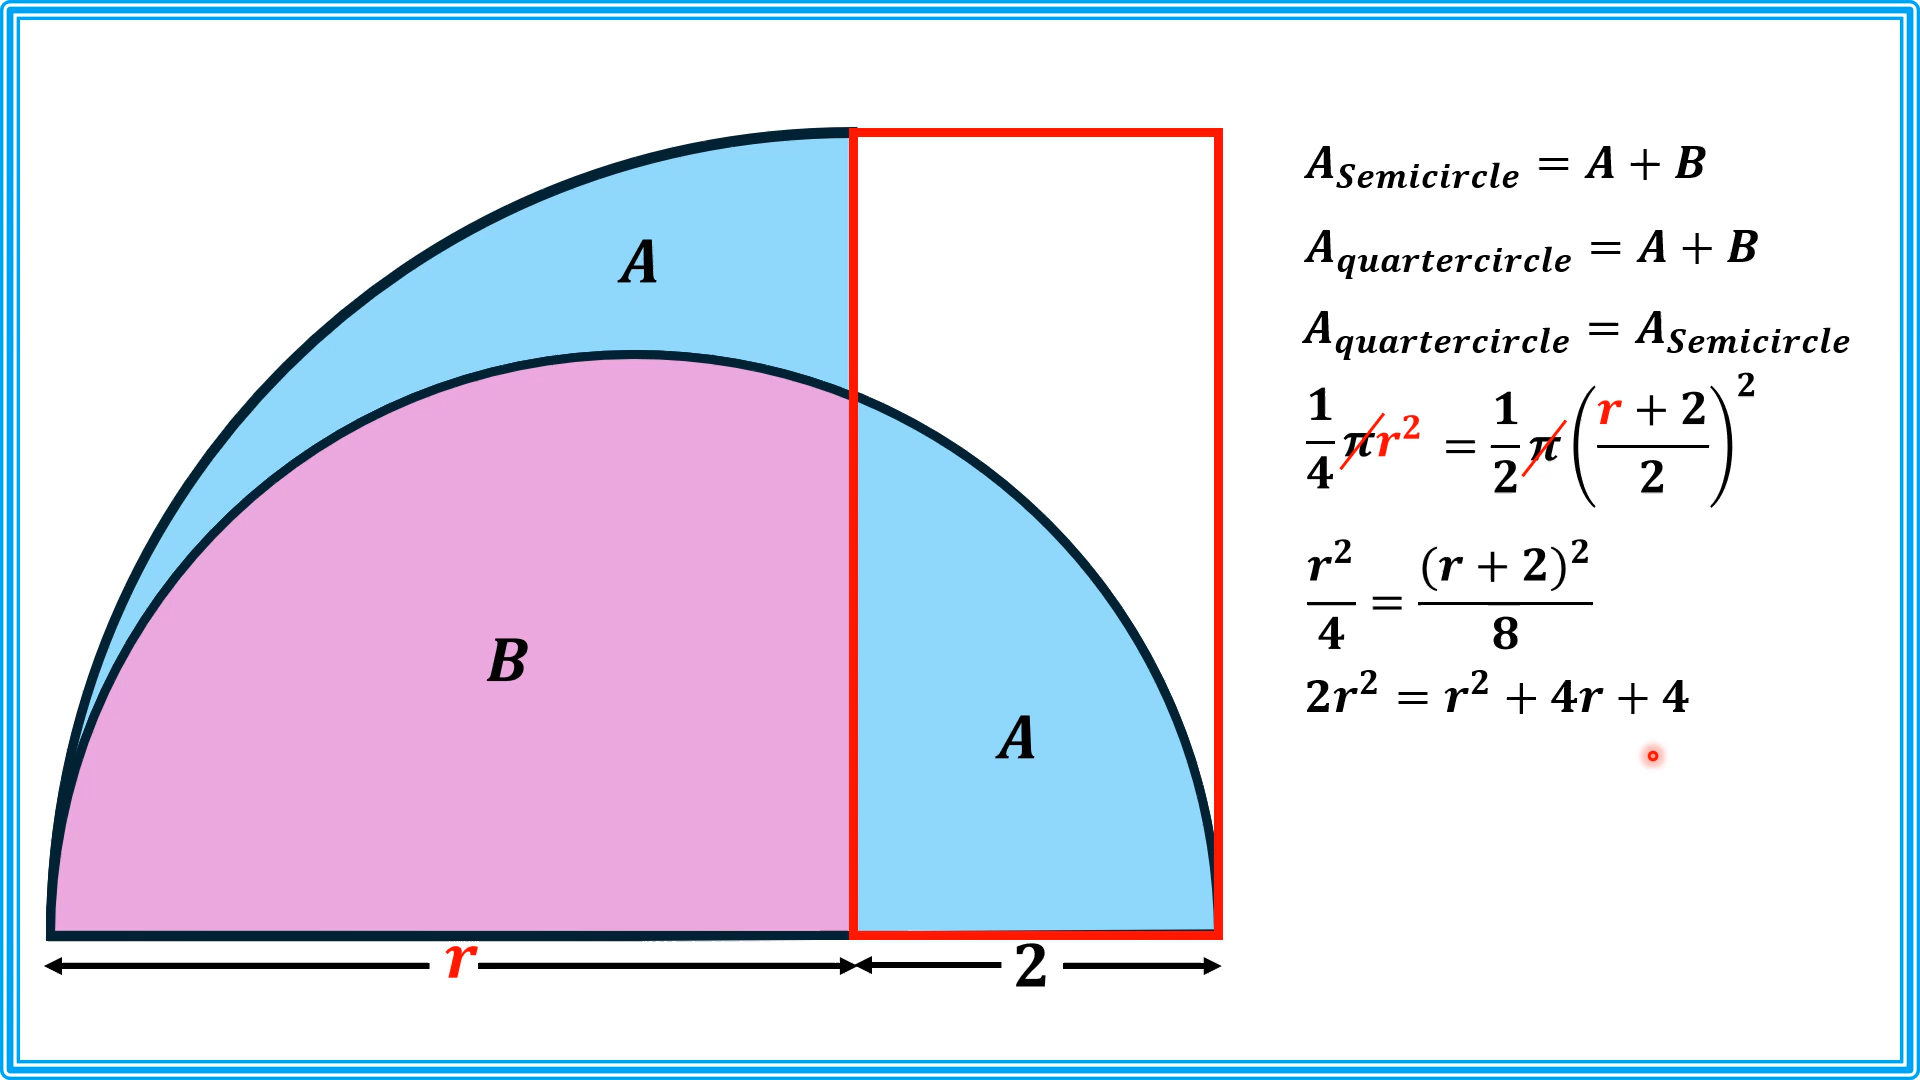 A
B
A
r
2
A_Semicircle = A + B
A_quartercircle = A + B
A_quartercircle = A_Semicircle
1/4 πr² = 1/2 π((r + 2)/2)²
r²/4 = (r + 2)²/8
2r² = r² + 4r + 4